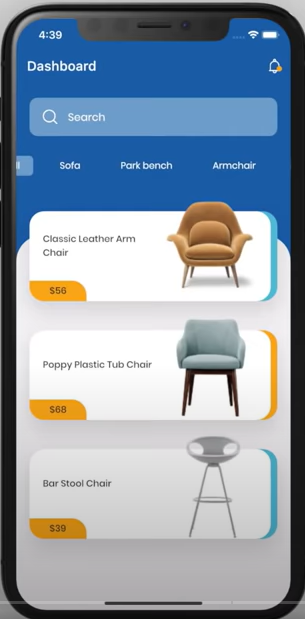 4:39
Dashboard
Search
Sofa
Park bench
Armchair
Classic Leather Arm
Chair
$56
Poppy Plastic Tub Chair
$68
Bar Stool Chair
$39